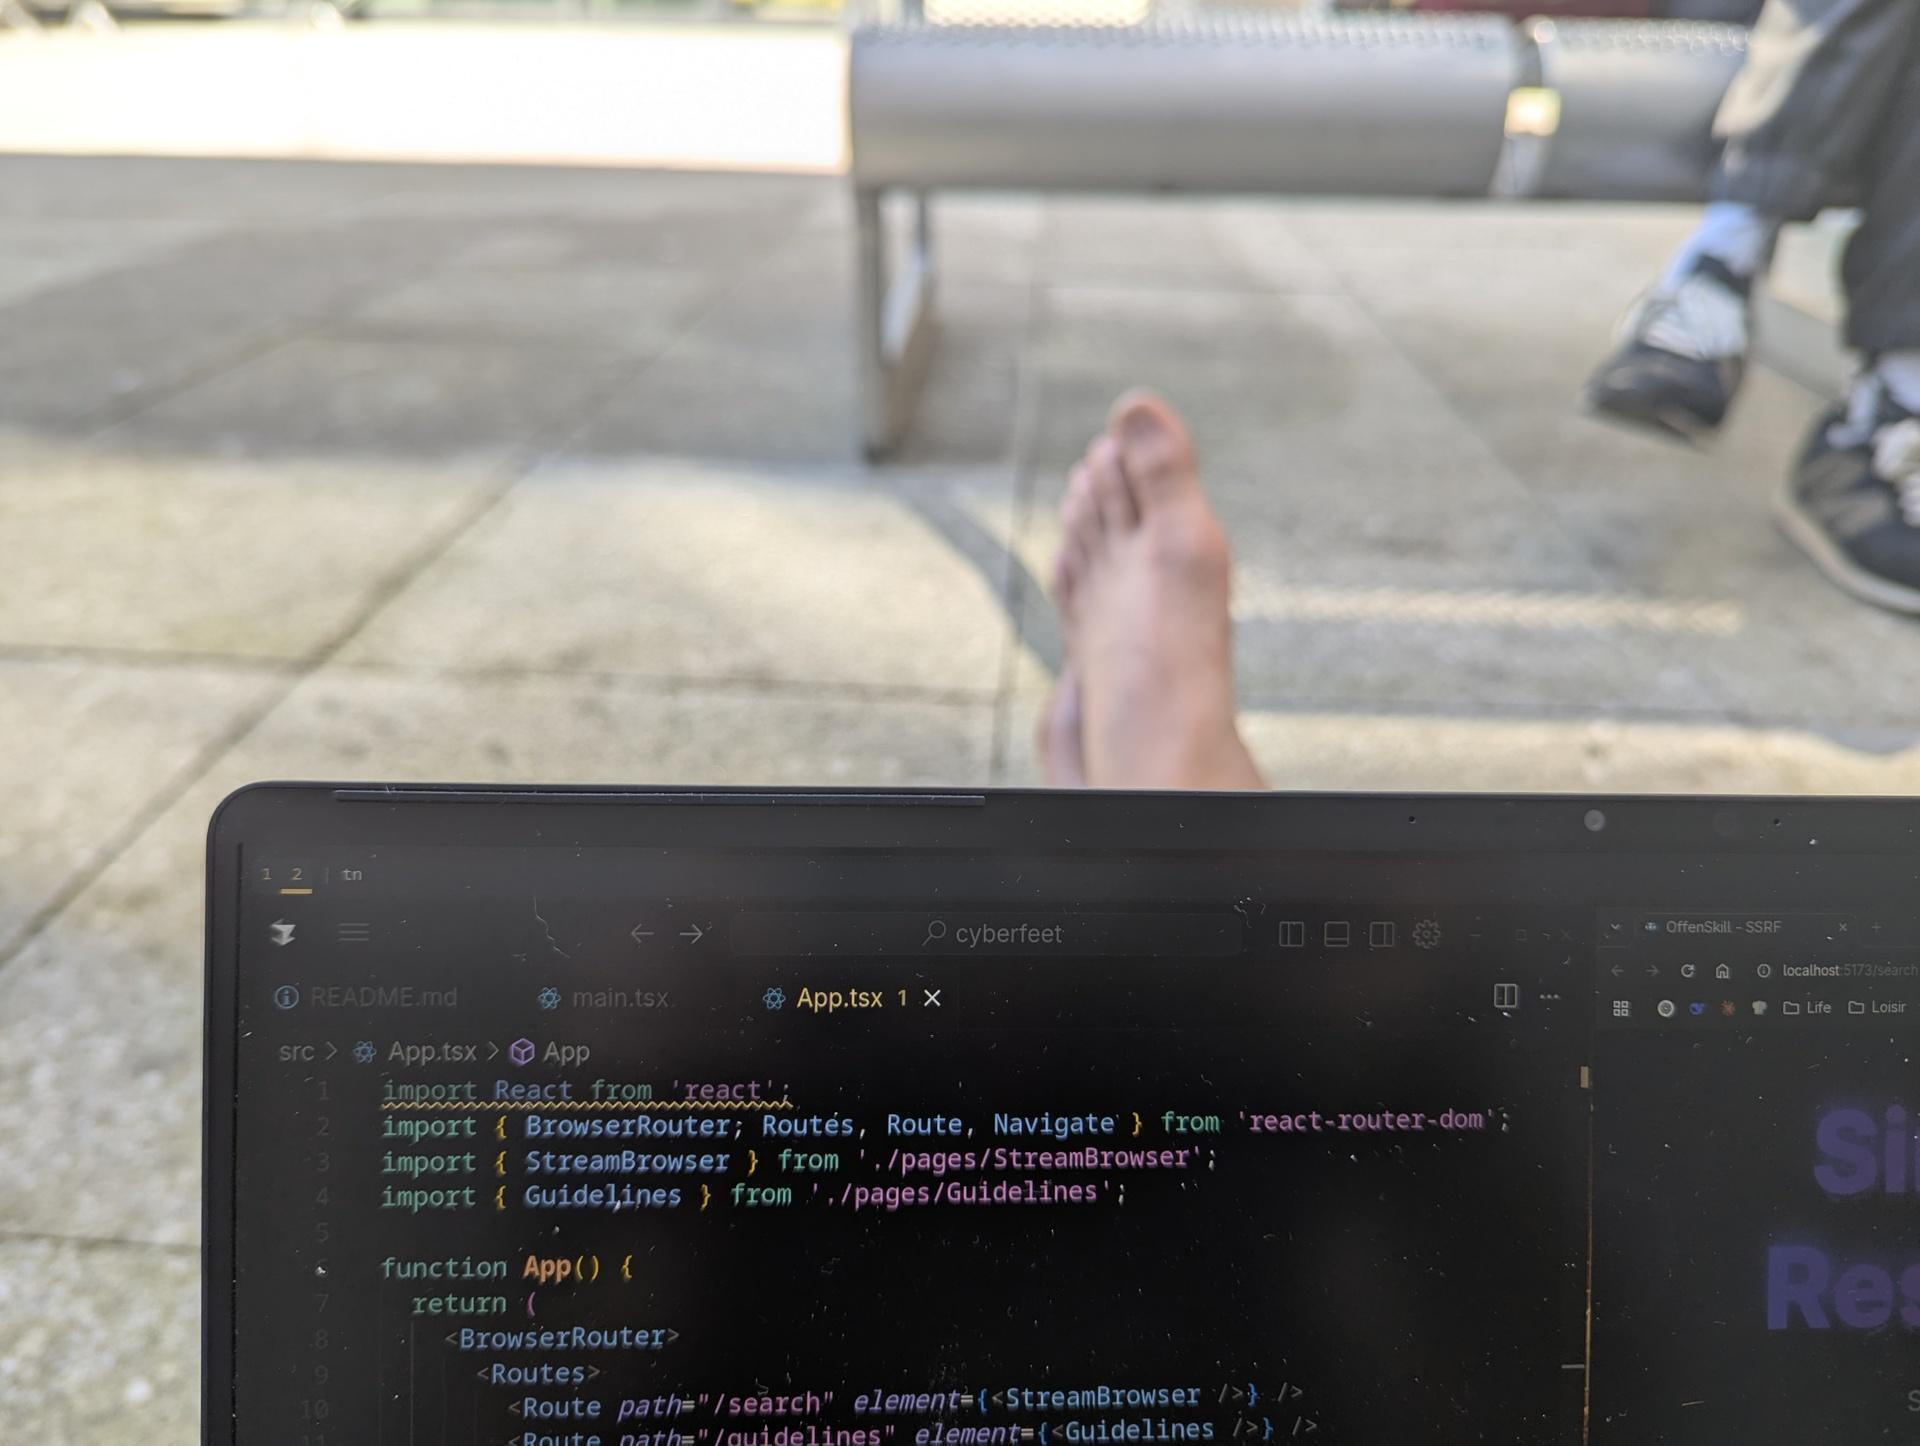 1 2 | tn
cyberfeet
OffenSkill - SSRF
localhost:5173/search
Life Loisir
README.md main.tsx App.tsx 1
src > App.tsx > App
1 import React from 'react';
2 import { BrowserRouter, Routes, Route, Navigate } from 'react-router-dom';
3 import { StreamBrowser } from './pages/StreamBrowser';
4 import { Guidelines } from './pages/Guidelines';
5
6 function App() {
7 return (
8 <BrowserRouter>
9 <Routes>
10 <Route path="/search" element={<StreamBrowser />} />
11 <Route path="/guidelines" element={<Guidelines />} />
Si
Res
S